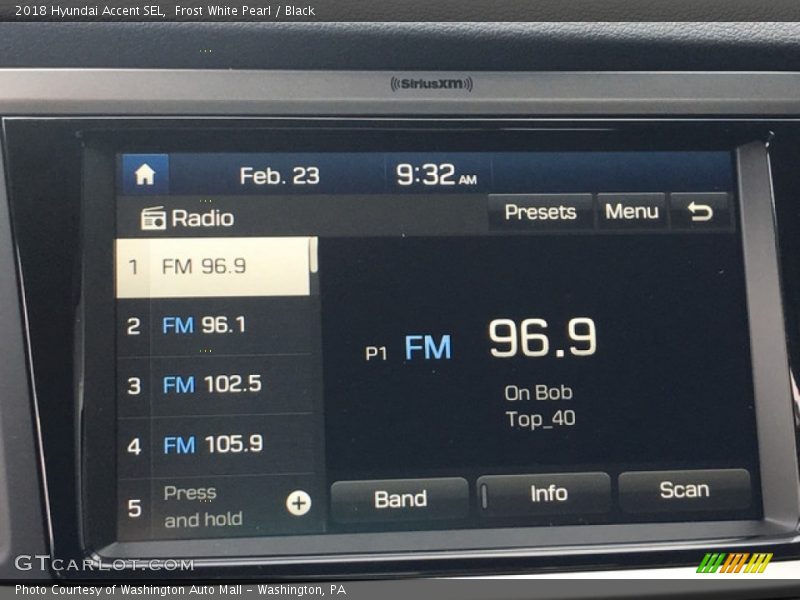 2018 Hyundai Accent SEL, Frost White Pearl / Black
SiriusXM
Feb. 23 9:32 AM
Radio Presets Menu
1 FM 96.9
2 FM 96.1
3 FM 102.5
4 FM 105.9
5 Press and hold
P1 FM 96.9
On Bob
Top_40
Band Info Scan
GTcarlot.com
Photo Courtesy of Washington Auto Mall - Washington, PA